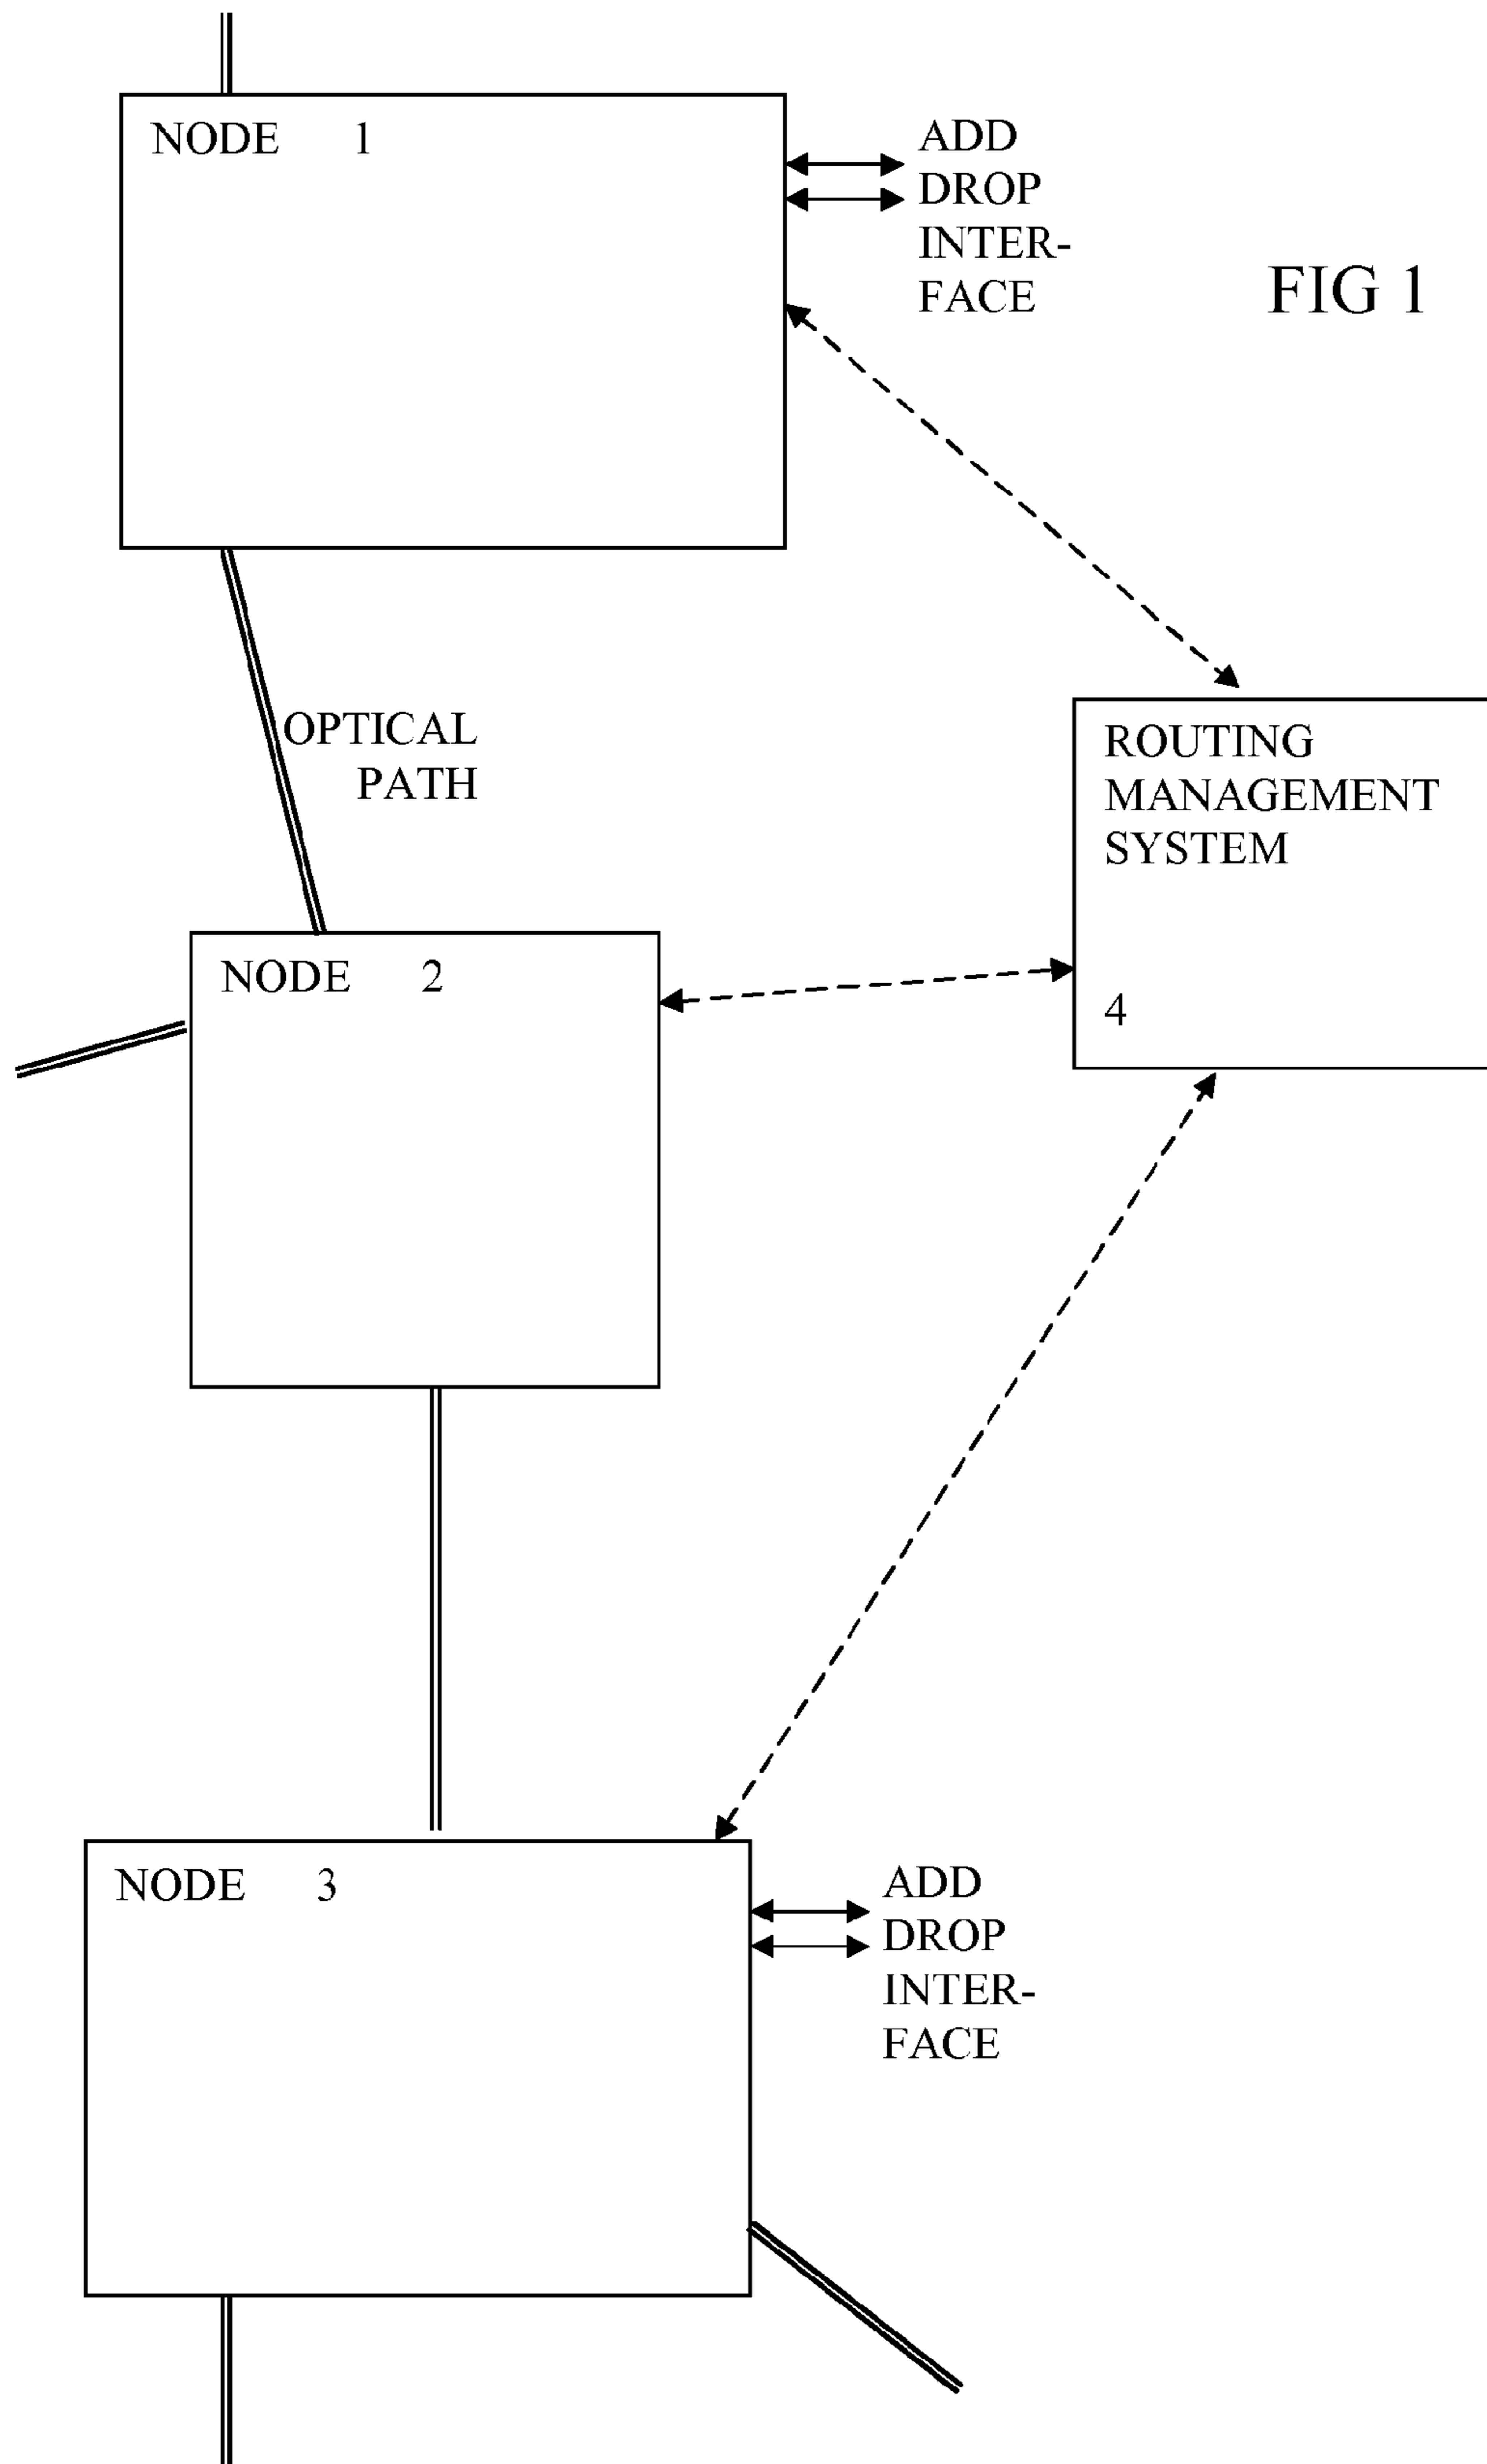 NODE 1
ADD
DROP
INTER-
FACE
FIG 1
OPTICAL
PATH
ROUTING
MANAGEMENT
SYSTEM
4
NODE 2
NODE 3
ADD
DROP
INTER-
FACE